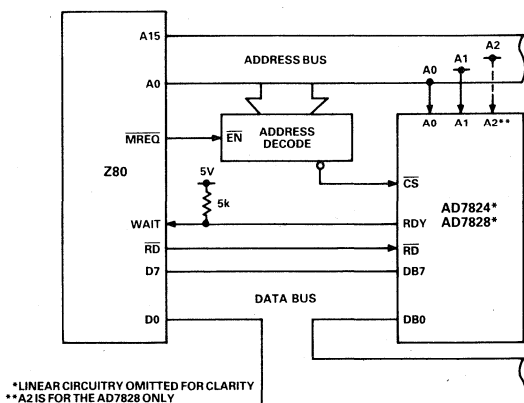 A15
ADDRESS BUS
A0
A0
A1
A2
A0 A1 A2**
MREQ
EN
ADDRESS
DECODE
Z80
5V
5k
CS
AD7824*
AD7828*
WAIT
RDY
RD
RD
D7
DB7
DATA BUS
D0
DB0
*LINEAR CIRCUITRY OMITTED FOR CLARITY
**A2 IS FOR THE AD7828 ONLY